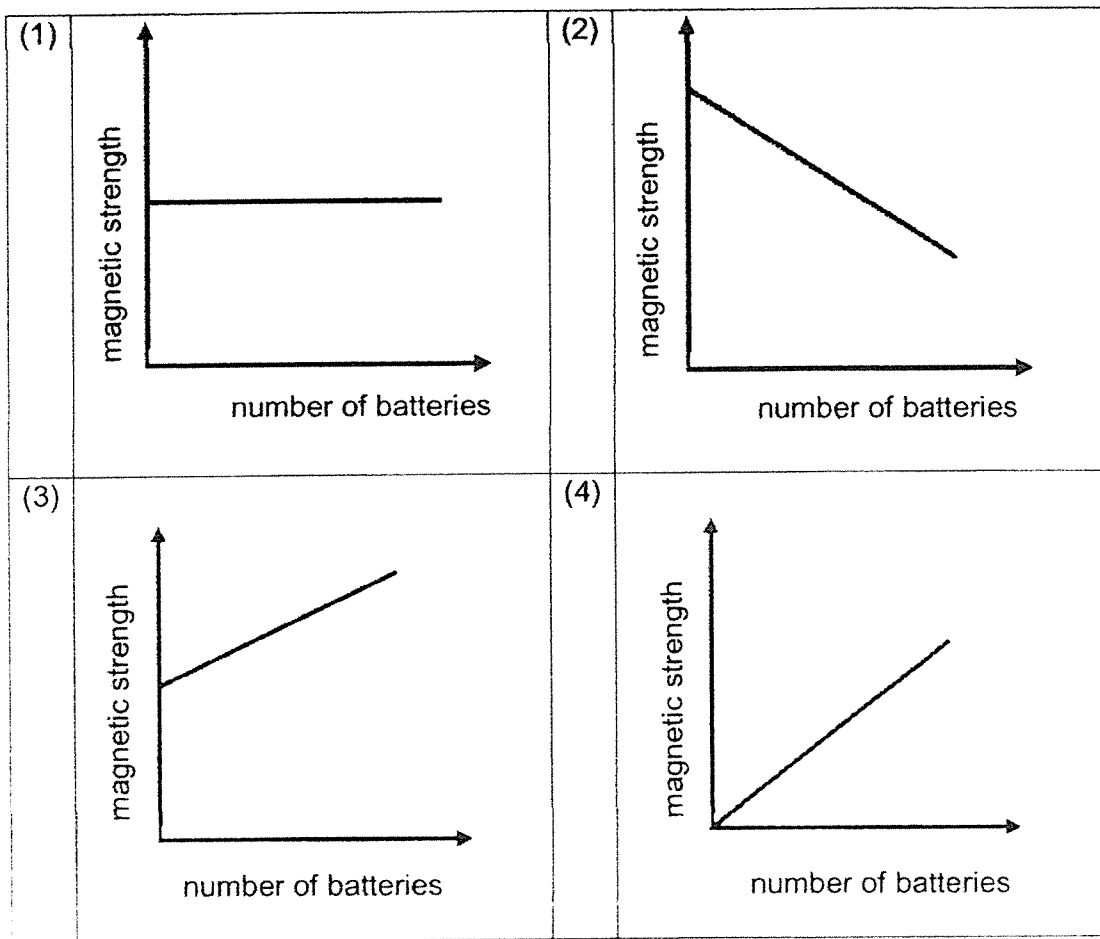 (1)
magnetic strength
number of batteries
(2)
magnetic strength
number of batteries
(3)
magnetic strength
number of batteries
(4)
magnetic strength
number of batteries